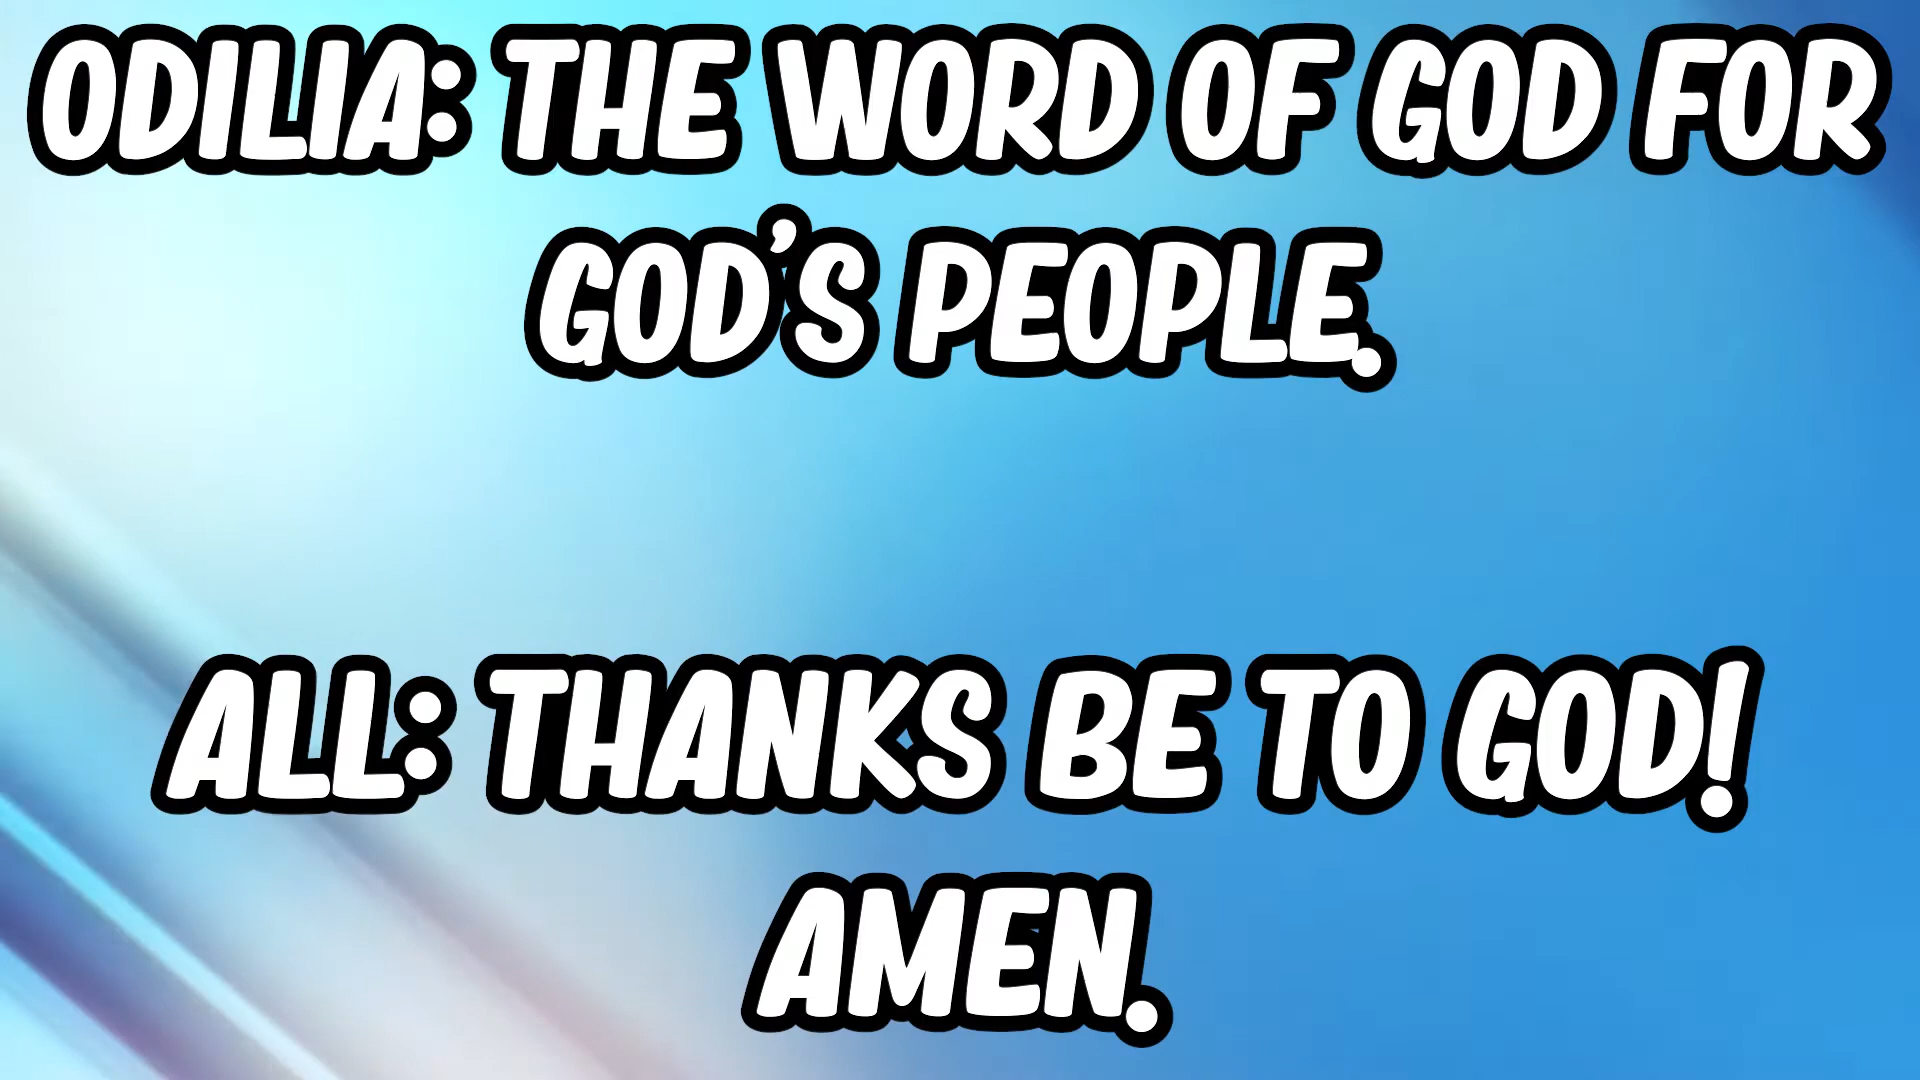 ODILIA: THE WORD OF GOD FOR
GOD'S PEOPLE.
ALL: THANKS BE TO GOD!
AMEN.